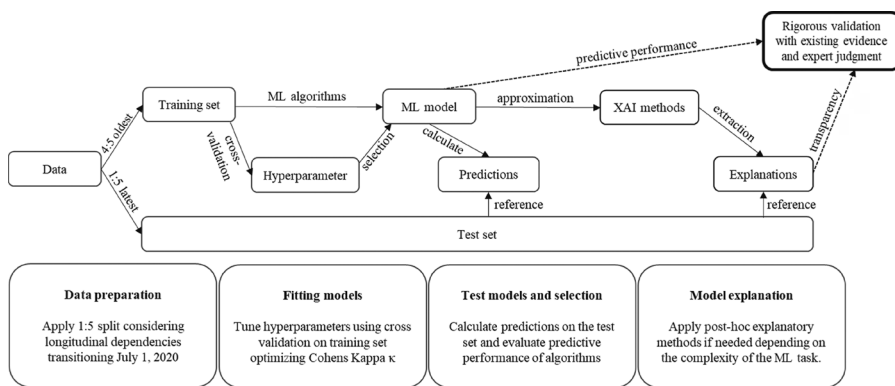 Rigorous validation
with existing evidence
and expert judgment
predictive performance
Training set
ML algorithms
ML model
approximation
XAI methods
4:5 oldest
cross-
validation
selection
calculate
extraction
transparency
Data
Hyperparameter
Predictions
Explanations
1:5 latest
reference
reference
Test set
Data preparation
Apply 1:5 split considering
longitudinal dependencies
transitioning July 1, 2020
Fitting models
Tune hyperparameters using cross
validation on training set
optimizing Cohens Kappa κ
Test models and selection
Calculate predictions on the test
set and evaluate predictive
performance of algorithms
Model explanation
Apply post-hoc explanatory
methods if needed depending on
the complexity of the ML task.